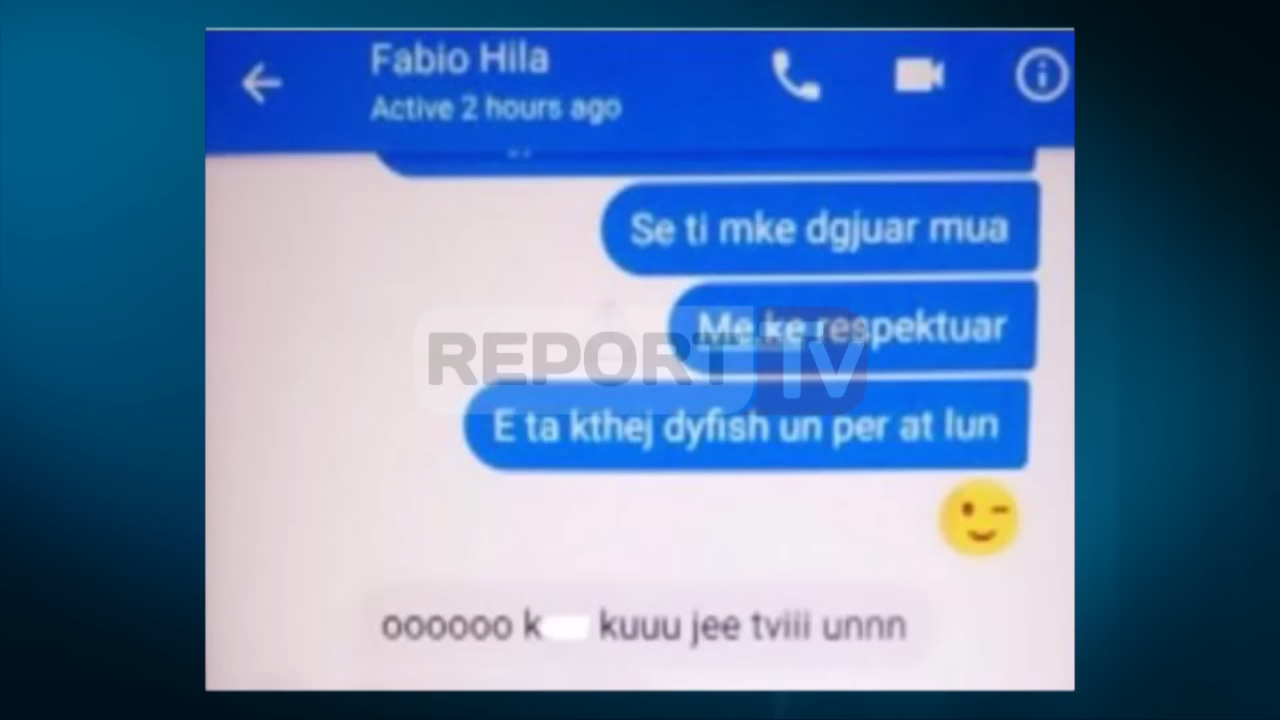 Fabio Hila
Active 2 hours ago
Se ti mke dgjuar mua
Me ke respektuar
REPORT Tv
E ta kthej dyfish un per at lun
oooooo k kuuu jee tviii unnn